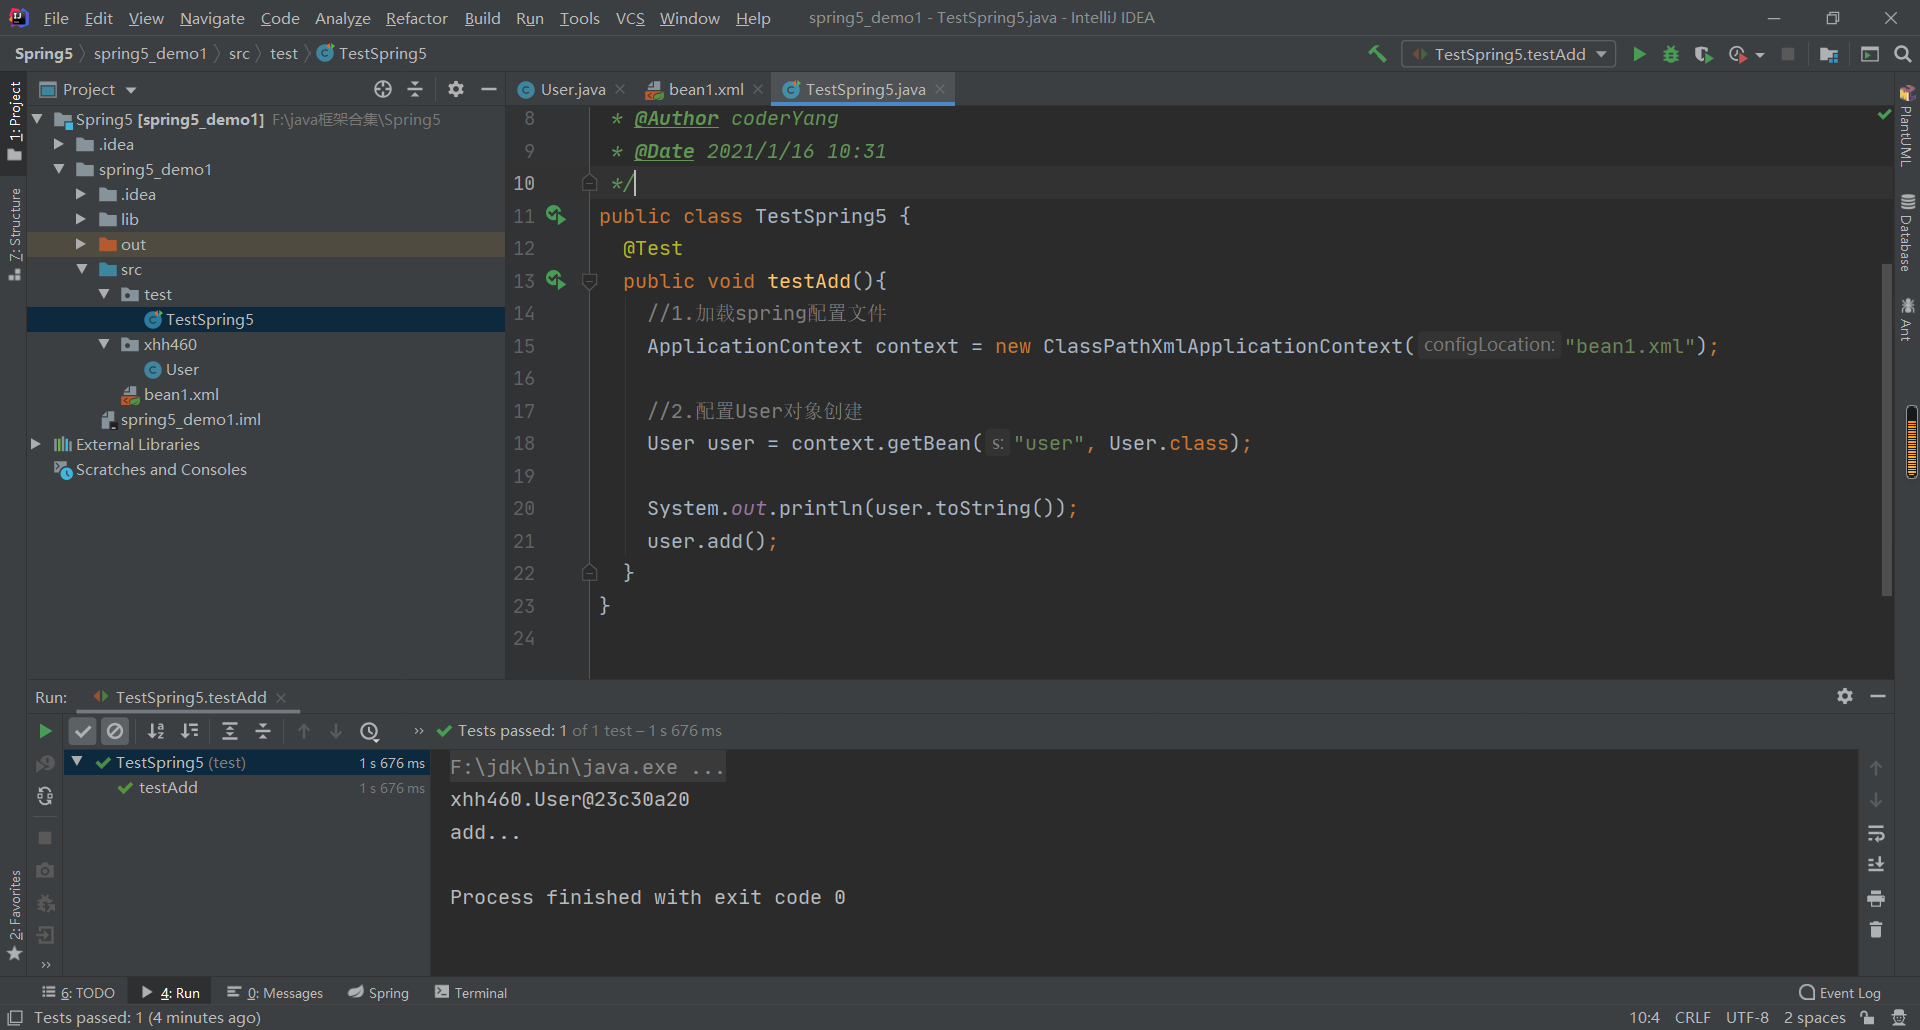 File Edit View Navigate Code Analyze Refactor Build Run Tools VCS Window Help spring5_demo1 - TestSpring5.java - IntelliJ IDEA
Spring5 spring5_demo1 src test TestSpring5 TestSpring5.testAdd
1: Project
7: Structure
2: Favorites
Project
Spring5 [spring5_demo1] F:\java框架合集\Spring5
.idea
spring5_demo1
.idea
lib
out
src
test
TestSpring5
xhh460
User
bean1.xml
spring5_demo1.iml
External Libraries
Scratches and Consoles
User.java bean1.xml TestSpring5.java
8 * @Author coderYang
9 * @Date 2021/1/16 10:31
10 */
11 public class TestSpring5 {
12 @Test
13 public void testAdd(){
14 //1.加载spring配置文件
15 ApplicationContext context = new ClassPathXmlApplicationContext( configLocation: "bean1.xml");
16
17 //2.配置User对象创建
18 User user = context.getBean( s: "user", User.class);
19
20 System.out.println(user.toString());
21 user.add();
22 }
23 }
24
PlantUML
Database
Ant
Run: TestSpring5.testAdd
Tests passed: 1 of 1 test – 1 s 676 ms
TestSpring5 (test) 1 s 676 ms
testAdd 1 s 676 ms
F:\jdk\bin\java.exe ...
xhh460.User@23c30a20
add...
Process finished with exit code 0
6: TODO 4: Run 0: Messages Spring Terminal Event Log
Tests passed: 1 (4 minutes ago) 10:4 CRLF UTF-8 2 spaces